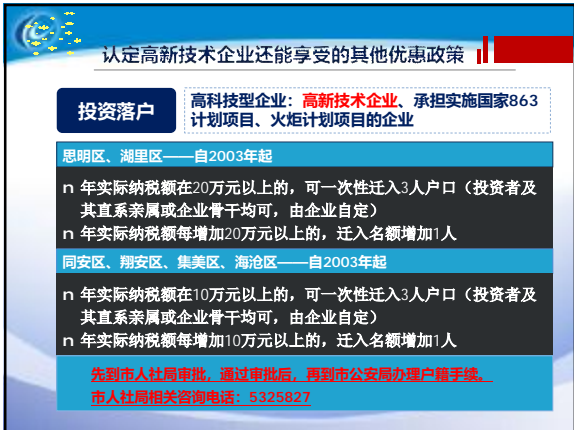 认定高新技术企业还能享受的其他优惠政策
投资落户
高科技型企业：高新技术企业、承担实施国家863
计划项目、火炬计划项目的企业
思明区、湖里区——自2003年起
n 年实际纳税额在20万元以上的，可一次性迁入3人户口（投资者及
其直系亲属或企业骨干均可，由企业自定）
n 年实际纳税额每增加20万元以上的，迁入名额增加1人
同安区、翔安区、集美区、海沧区——自2003年起
n 年实际纳税额在10万元以上的，可一次性迁入3人户口（投资者及
其直系亲属或企业骨干均可，由企业自定）
n 年实际纳税额每增加10万元以上的，迁入名额增加1人
先到市人社局审批，通过审批后，再到市公安局办理户籍手续。
市人社局相关咨询电话：5325827